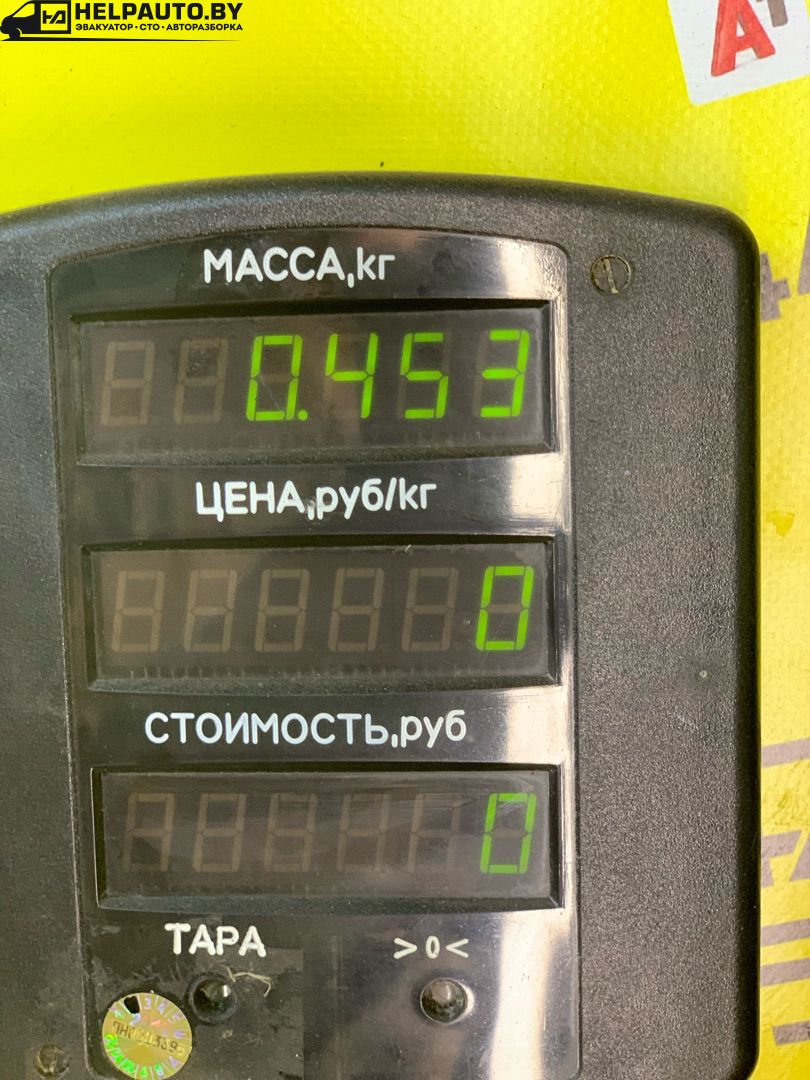 HELPAUTO.BY
ЭВАКУАТОР • СТО • АВТОРАЗБОРКА
МАССА,кг
0.453
ЦЕНА,руб/кг
0
СТОИМОСТЬ,руб
0
ТАРА
>0<